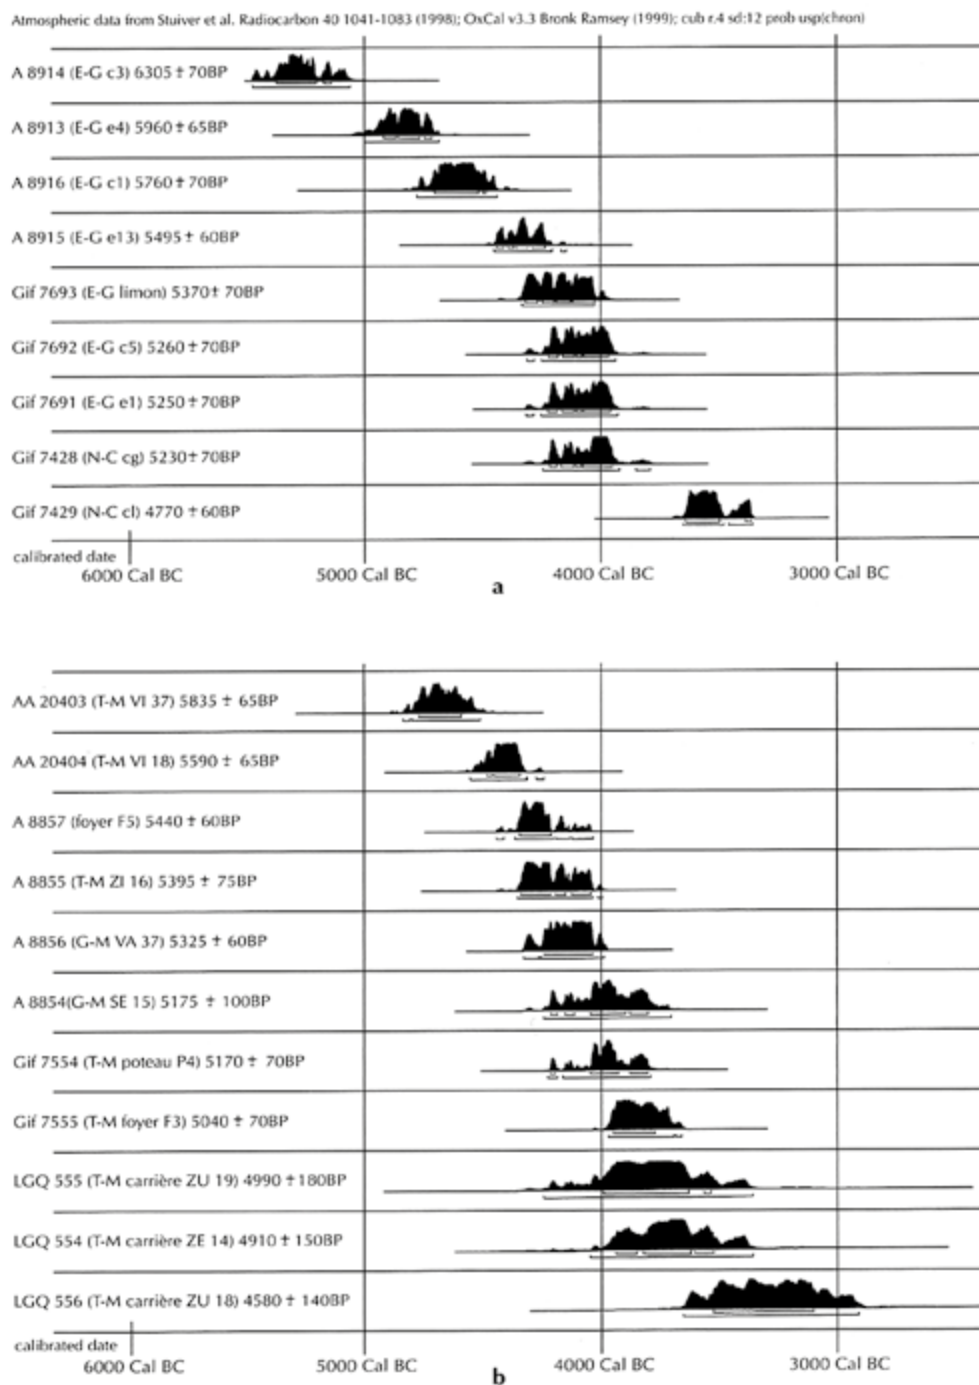 Atmospheric data from Stuiver et al. Radiocarbon 40 1041-1083 (1998); OxCal v3.3 Bronk Ramsey (1999); cub r:4 sd:12 prob usp[chron]
A 8914 (E-G c3) 6305 ± 70BP
A 8913 (E-G e4) 5960 ± 65BP
A 8916 (E-G c1) 5760 ± 70BP
A 8915 (E-G e13) 5495 ± 60BP
Gif 7693 (E-G limon) 5370± 70BP
Gif 7692 (E-G c5) 5260 ± 70BP
Gif 7691 (E-G e1) 5250 ± 70BP
Gif 7428 (N-C cg) 5230± 70BP
Gif 7429 (N-C cl) 4770 ± 60BP
calibrated date
6000 Cal BC 5000 Cal BC 4000 Cal BC 3000 Cal BC
a
AA 20403 (T-M VI 37) 5835 ± 65BP
AA 20404 (T-M VI 18) 5590 ± 65BP
A 8857 (foyer F5) 5440 ± 60BP
A 8855 (T-M ZI 16) 5395 ± 75BP
A 8856 (G-M VA 37) 5325 ± 60BP
A 8854(G-M SE 15) 5175 ± 100BP
Gif 7554 (T-M poteau P4) 5170 ± 70BP
Gif 7555 (T-M foyer F3) 5040 ± 70BP
LGQ 555 (T-M carrière ZU 19) 4990 ±180BP
LGQ 554 (T-M carrière ZE 14) 4910 ± 150BP
LGQ 556 (T-M carrière ZU 18) 4580 ± 140BP
calibrated date
6000 Cal BC 5000 Cal BC 4000 Cal BC 3000 Cal BC
b